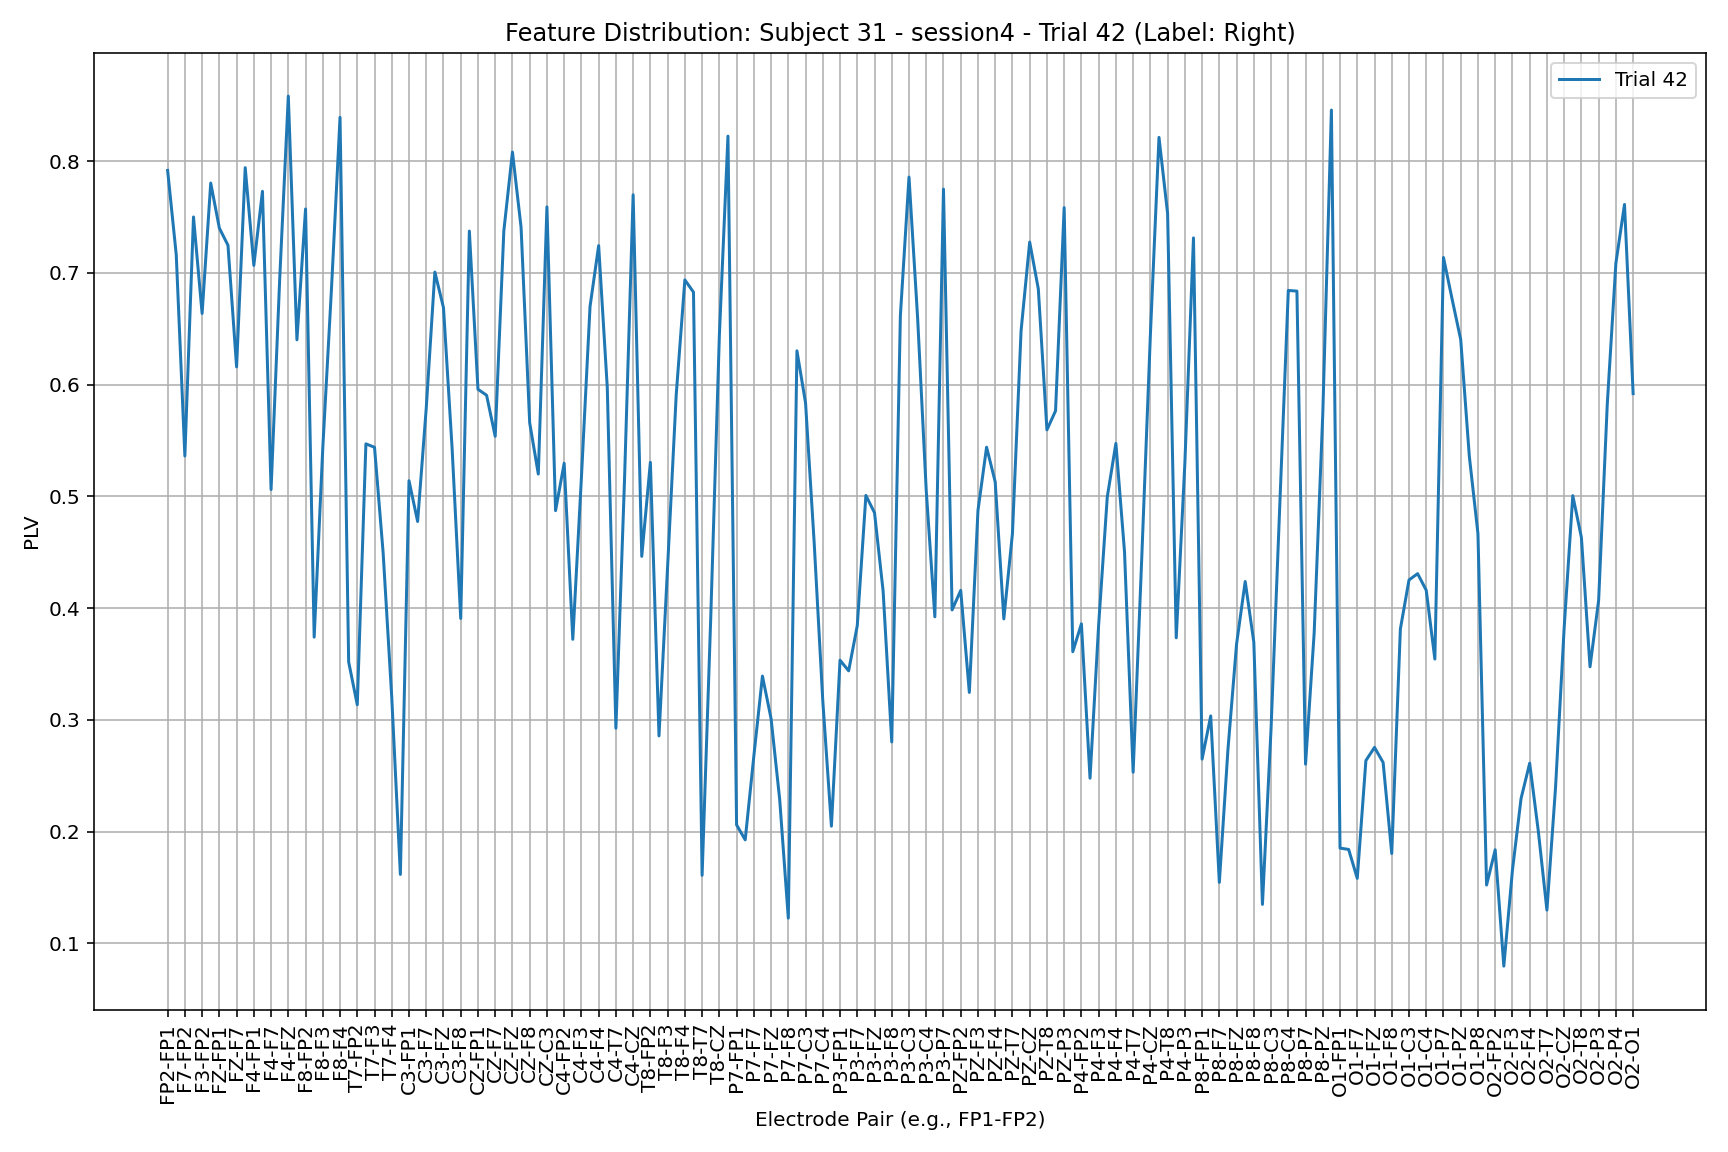 Feature Distribution: Subject 31 - session4 - Trial 42 (Label: Right)
Trial 42
PLV
0.8
0.7
0.6
0.5
0.4
0.3
0.2
0.1
FP2-FP1
F7-FP2
F3-FP2
FZ-FP1
FZ-F7
F4-FP1
F4-F7
F4-FZ
F8-FP2
F8-F3
F8-F4
T7-FP2
T7-F3
T7-F4
C3-FP1
C3-F7
C3-FZ
C3-F8
CZ-FP1
CZ-F7
CZ-FZ
CZ-F8
CZ-C3
C4-FP2
C4-F3
C4-F4
C4-T7
C4-CZ
T8-FP2
T8-F3
T8-F4
T8-T7
T8-CZ
P7-FP1
P7-F7
P7-FZ
P7-F8
P7-C3
P7-C4
P3-FP1
P3-F7
P3-FZ
P3-F8
P3-C3
P3-C4
P3-P7
PZ-FP2
PZ-F3
PZ-F4
PZ-T7
PZ-CZ
PZ-T8
PZ-P3
P4-FP2
P4-F3
P4-F4
P4-T7
P4-CZ
P4-T8
P4-P3
P8-FP1
P8-F7
P8-FZ
P8-F8
P8-C3
P8-C4
P8-P7
P8-PZ
O1-FP1
O1-F7
O1-FZ
O1-F8
O1-C3
O1-C4
O1-P7
O1-PZ
O1-P8
O2-FP2
O2-F3
O2-F4
O2-T7
O2-CZ
O2-T8
O2-P3
O2-P4
O2-O1
Electrode Pair (e.g., FP1-FP2)